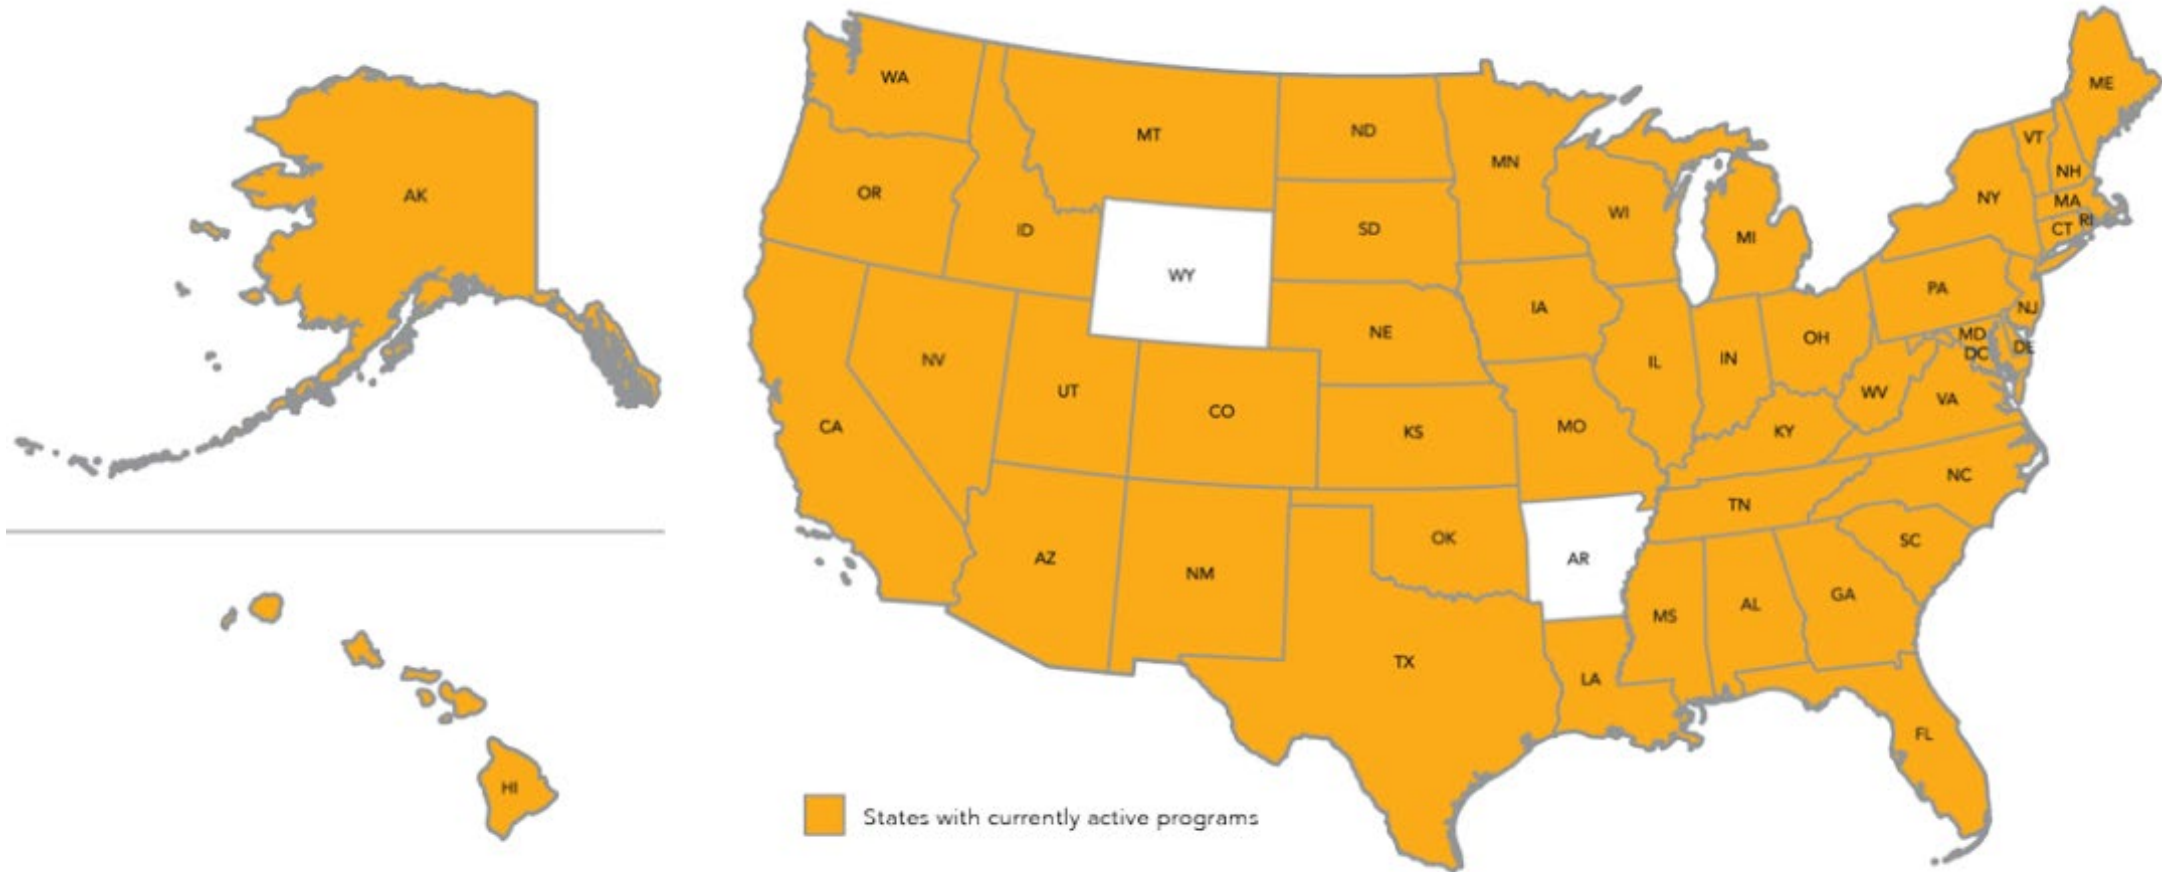 ME
WA
MT
ND
VT
MN
NH
AK
OR
NY
MA
WI
RI
ID
SD
CT
MI
WY
PA
IA
NJ
NE
MD
OH
DE
DC
NV
IL
IN
UT
WV
VA
CO
CA
MO
KS
KY
NC
TN
OK
SC
AZ
AR
NM
GA
AL
MS
TX
LA
FL
HI
States with currently active programs